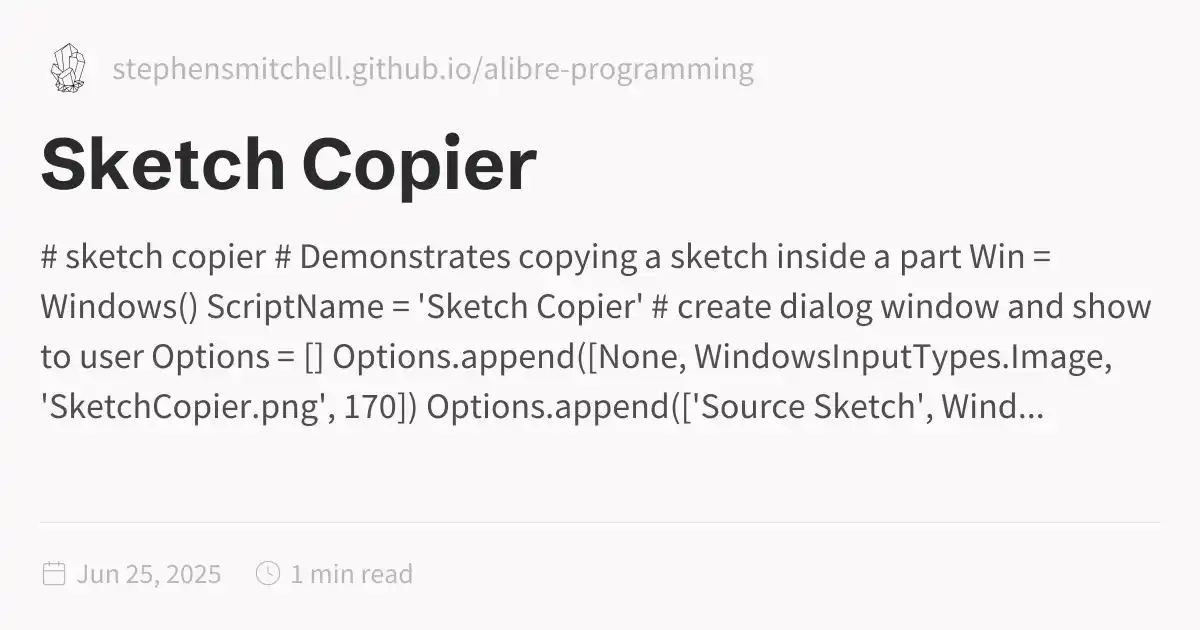 stephensmitchell.github.io/alibre-programming
Sketch Copier
# sketch copier # Demonstrates copying a sketch inside a part Win =
Windows() ScriptName = 'Sketch Copier' # create dialog window and show
to user Options = [] Options.append([None, WindowsInputTypes.Image,
'SketchCopier.png', 170]) Options.append(['Source Sketch', Wind...
Jun 25, 2025
1 min read